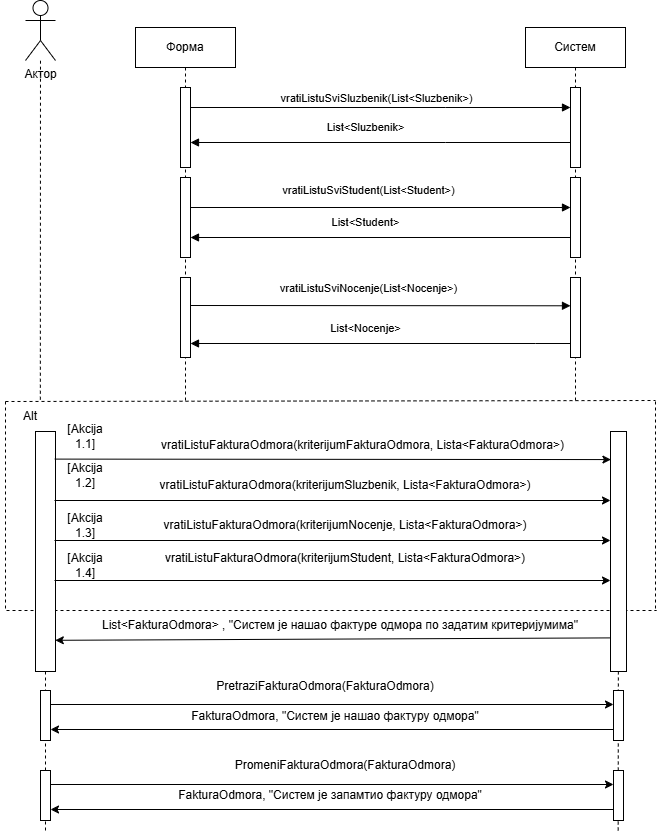 Актор
Форма
Систем
vratiListuSviSluzbenik(List<Sluzbenik>)
List<Sluzbenik>
vratiListuSviStudent(List<Student>)
List<Student>
vratiListuSviNocenje(List<Nocenje>)
List<Nocenje>
Alt
[Akcija
1.1]
vratiListuFakturaOdmora(kriterijumFakturaOdmora, Lista<FakturaOdmora>)
[Akcija
1.2]
vratiListuFakturaOdmora(kriterijumSluzbenik, Lista<FakturaOdmora>)
[Akcija
1.3]
vratiListuFakturaOdmora(kriterijumNocenje, Lista<FakturaOdmora>)
[Akcija
1.4]
vratiListuFakturaOdmora(kriterijumStudent, Lista<FakturaOdmora>)
List<FakturaOdmora> , "Систем је нашао фактуре одмора по задатим критеријумима"
PretraziFakturaOdmora(FakturaOdmora)
FakturaOdmora, "Систем је нашао фактуру одмора"
PromeniFakturaOdmora(FakturaOdmora)
FakturaOdmora, "Систем је запамтио фактуру одмора"